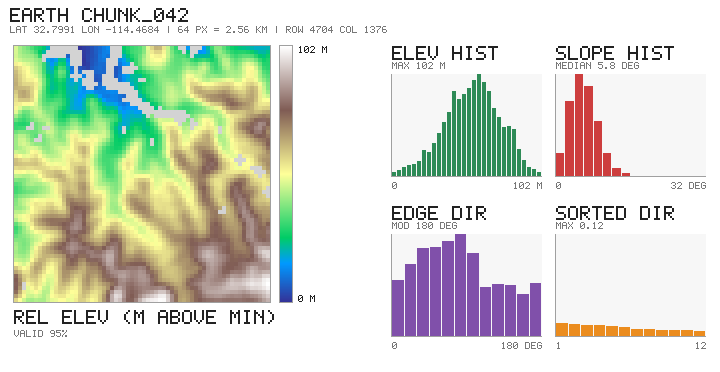 EARTH CHUNK_042
LAT 32.7991 LON -114.4684 | 64 PX = 2.56 KM | ROW 4704 COL 1376
102 M
0 M
REL ELEV (M ABOVE MIN)
VALID 95%
ELEV HIST
MAX 102 M
0 102 M
SLOPE HIST
MEDIAN 5.8 DEG
0 32 DEG
EDGE DIR
MOD 180 DEG
0 180 DEG
SORTED DIR
MAX 0.12
1 12